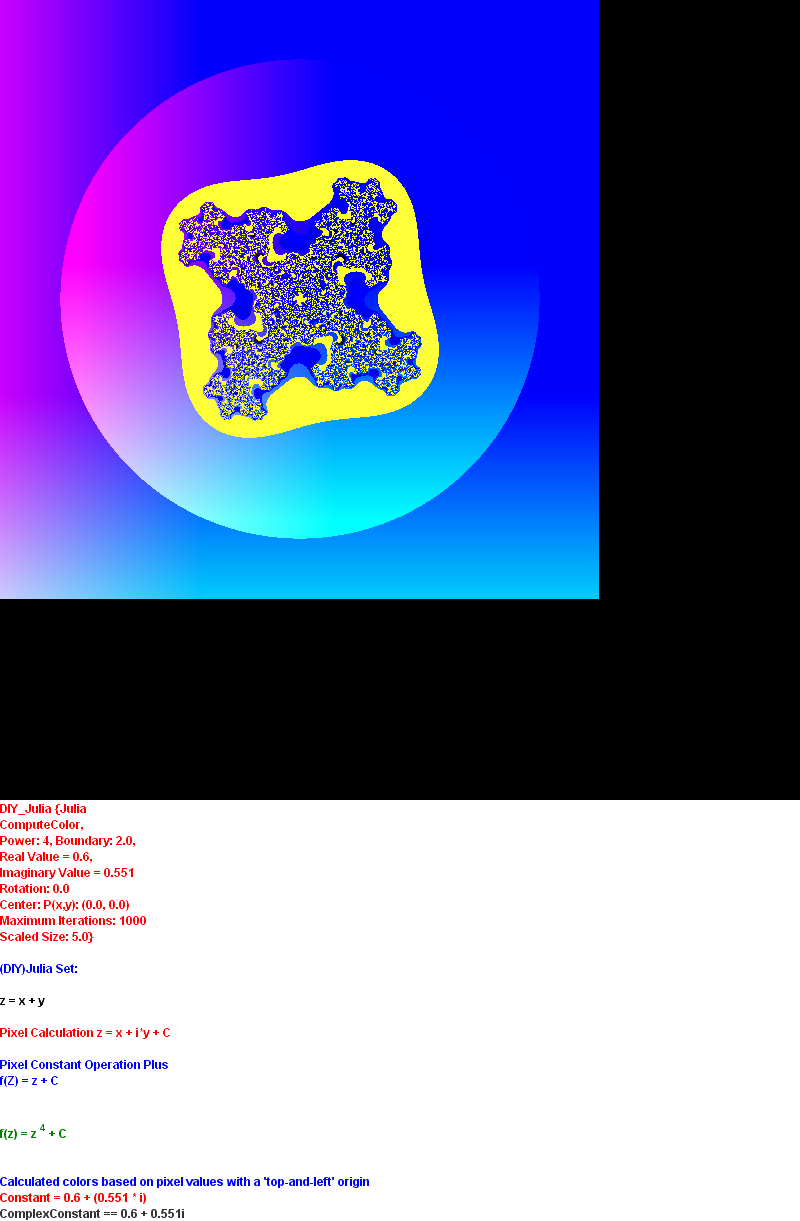 DIY_Julia {Julia
ComputeColor,
Power: 4, Boundary: 2.0,
Real Value = 0.6,
Imaginary Value = 0.551
Rotation: 0.0
Center: P(x,y): (0.0, 0.0)
Maximum Iterations: 1000
Scaled Size: 5.0}
(DIY)Julia Set:
z = x + y
Pixel Calculation z = x + i*y + C
Pixel Constant Operation Plus
f(Z) = z + C
f(z) = z ⁴ + C
Calculated colors based on pixel values with a 'top-and-left' origin
Constant = 0.6 + (0.551 * i)
ComplexConstant == 0.6 + 0.551i